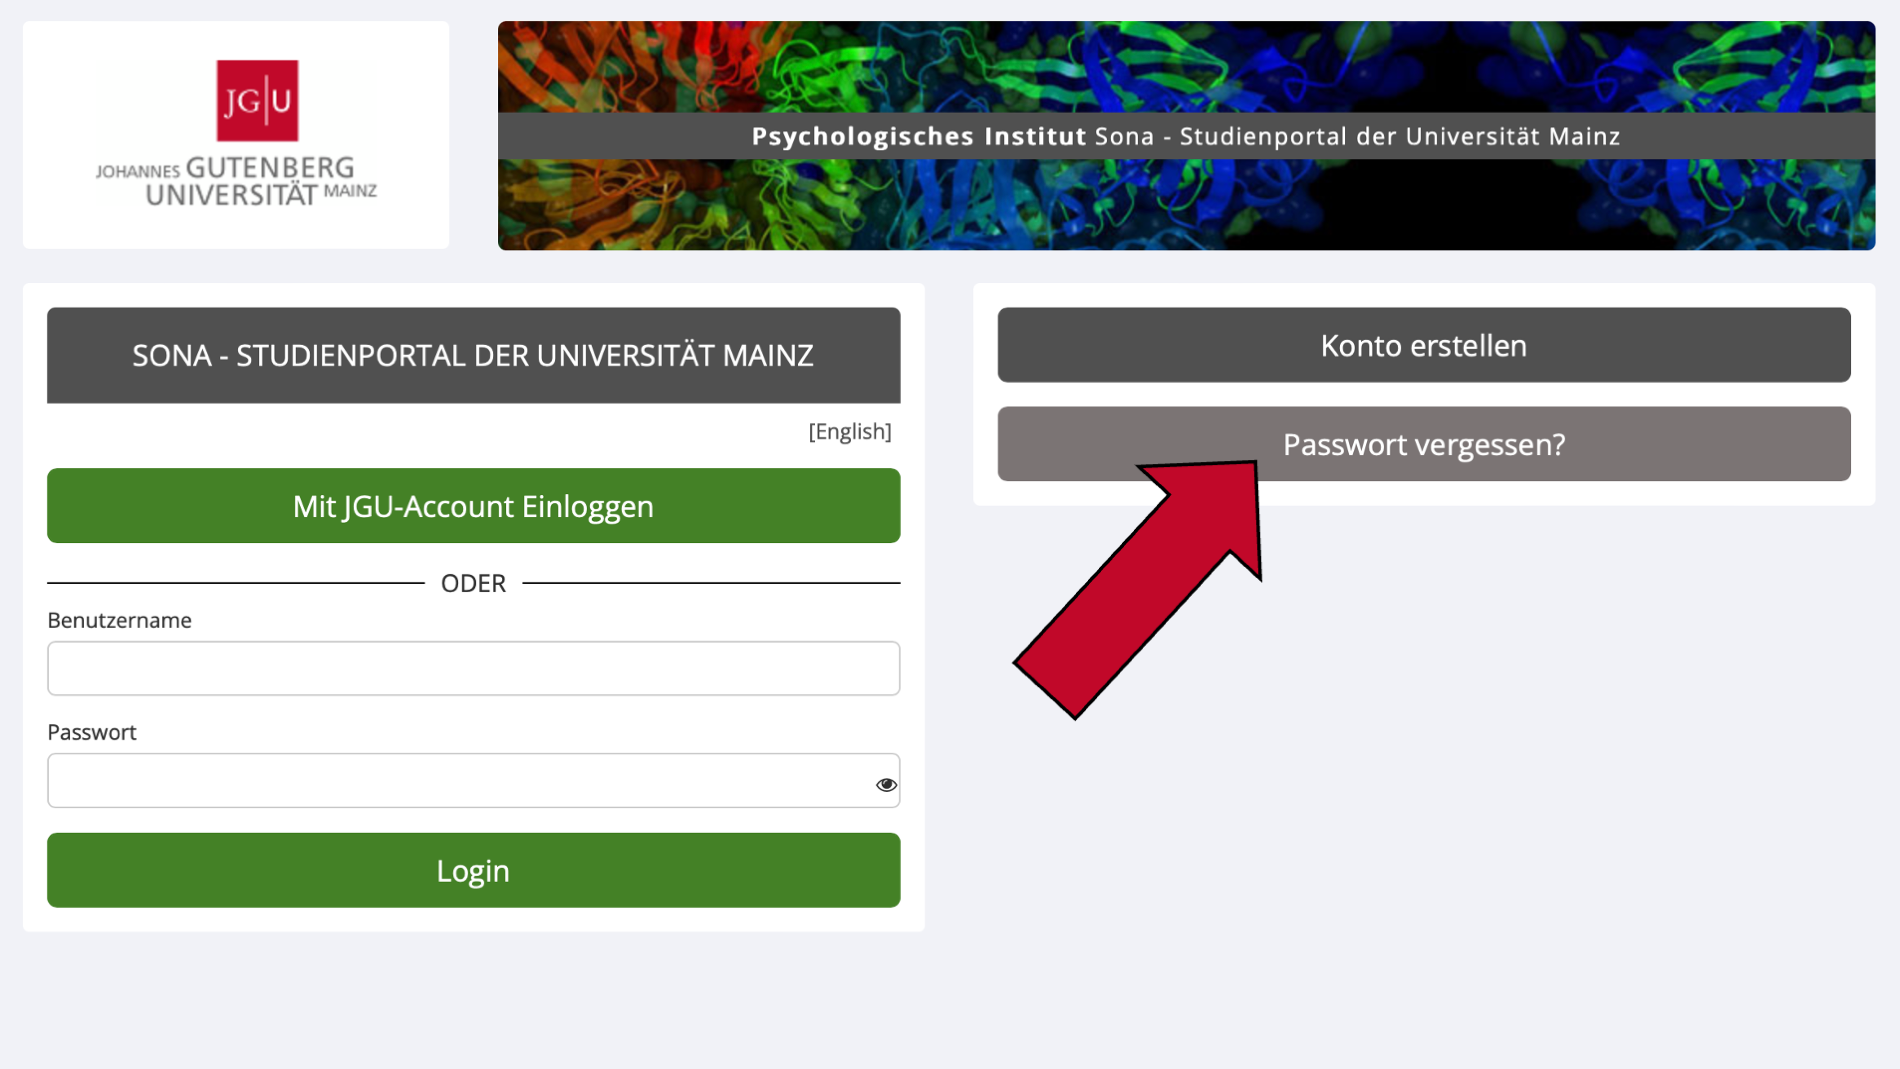 JG|U
JOHANNES GUTENBERG
UNIVERSITÄT MAINZ
Psychologisches Institut Sona - Studienportal der Universität Mainz
SONA - STUDIENPORTAL DER UNIVERSITÄT MAINZ
[English]
Mit JGU-Account Einloggen
ODER
Benutzername
Passwort
Login
Konto erstellen
Passwort vergessen?